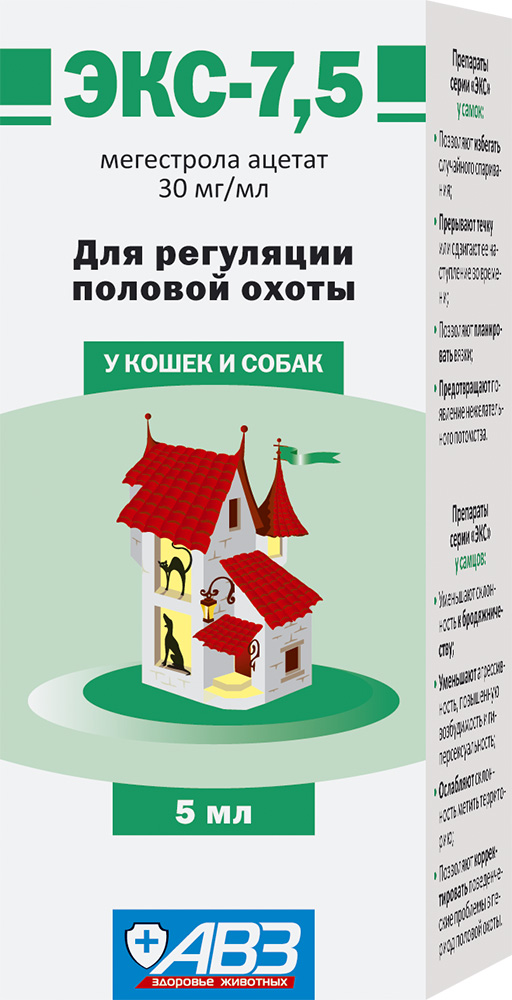 ЭКС-7,5
мегестрола ацетат
30 мг/мл
Для регуляции
половой охоты
У КОШЕК И СОБАК
5 мл
АВЗ
здоровье животных
Препараты
серии «ЭКС»
у самок:
• Позволяют избегать
случайного спарива-
ния;
• Прерывают течку
или сдвигают ее на-
ступление во време-
ни;
• Позволяют планиро-
вать вязки;
• Предотвращают по-
явление нежелатель-
ного потомства.
Препараты
серии «ЭКС»
у самцов:
• Уменьшают склон-
ность к бродяжниче-
ству;
• Уменьшают агрессив-
ность, повышенную
возбудимость и ги-
персексуальность;
• Ослабляют склон-
ность метить террито-
рию;
• Позволяют коррек-
тировать поведенче-
ские проблемы в пе-
риод половой охоты.